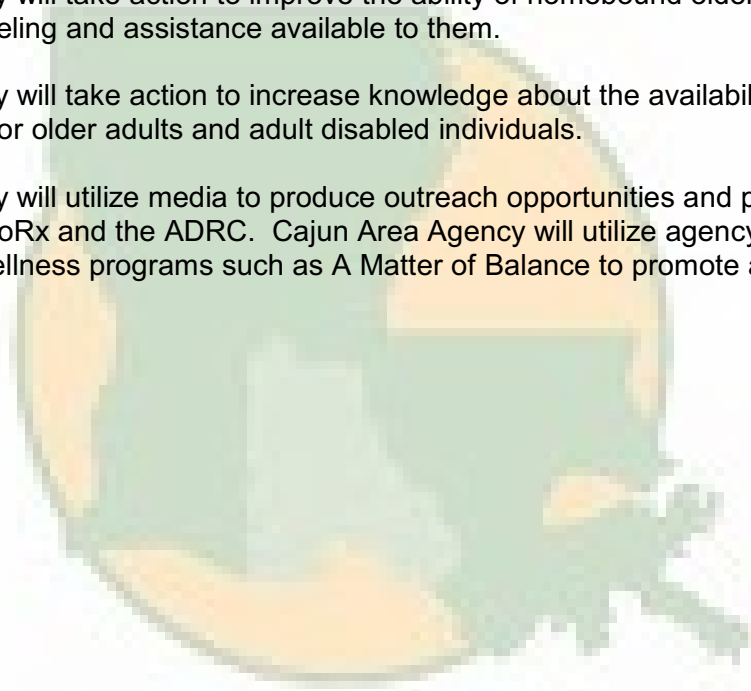 y will take action to improve the ability of homebound older
eling and assistance available to them.
y will take action to increase knowledge about the availabil
or older adults and adult disabled individuals.
y will utilize media to produce outreach opportunities and p
oRx and the ADRC.  Cajun Area Agency will utilize agency
ellness programs such as A Matter of Balance to promote a